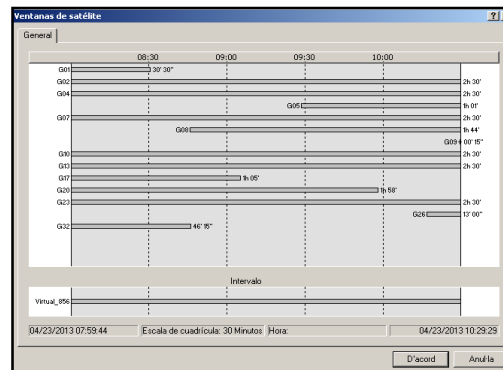 Ventanas de satélite
General
08:30 09:00 09:30 10:00
G01 30' 30"
G02 2h 30'
G04 2h 30'
G05 1h 01'
G07 2h 30'
G08 1h 44'
G09 00' 15"
G10 2h 30'
G13 2h 30'
G17 1h 05'
G20 1h 58'
G23 2h 30'
G26 13' 00"
G32 46' 15"
Intervalo
Virtual_856
04/23/2013 07:59:44 Escala de cuadrícula: 30 Minutos Hora: 04/23/2013 10:29:29
D'acord Anul·la